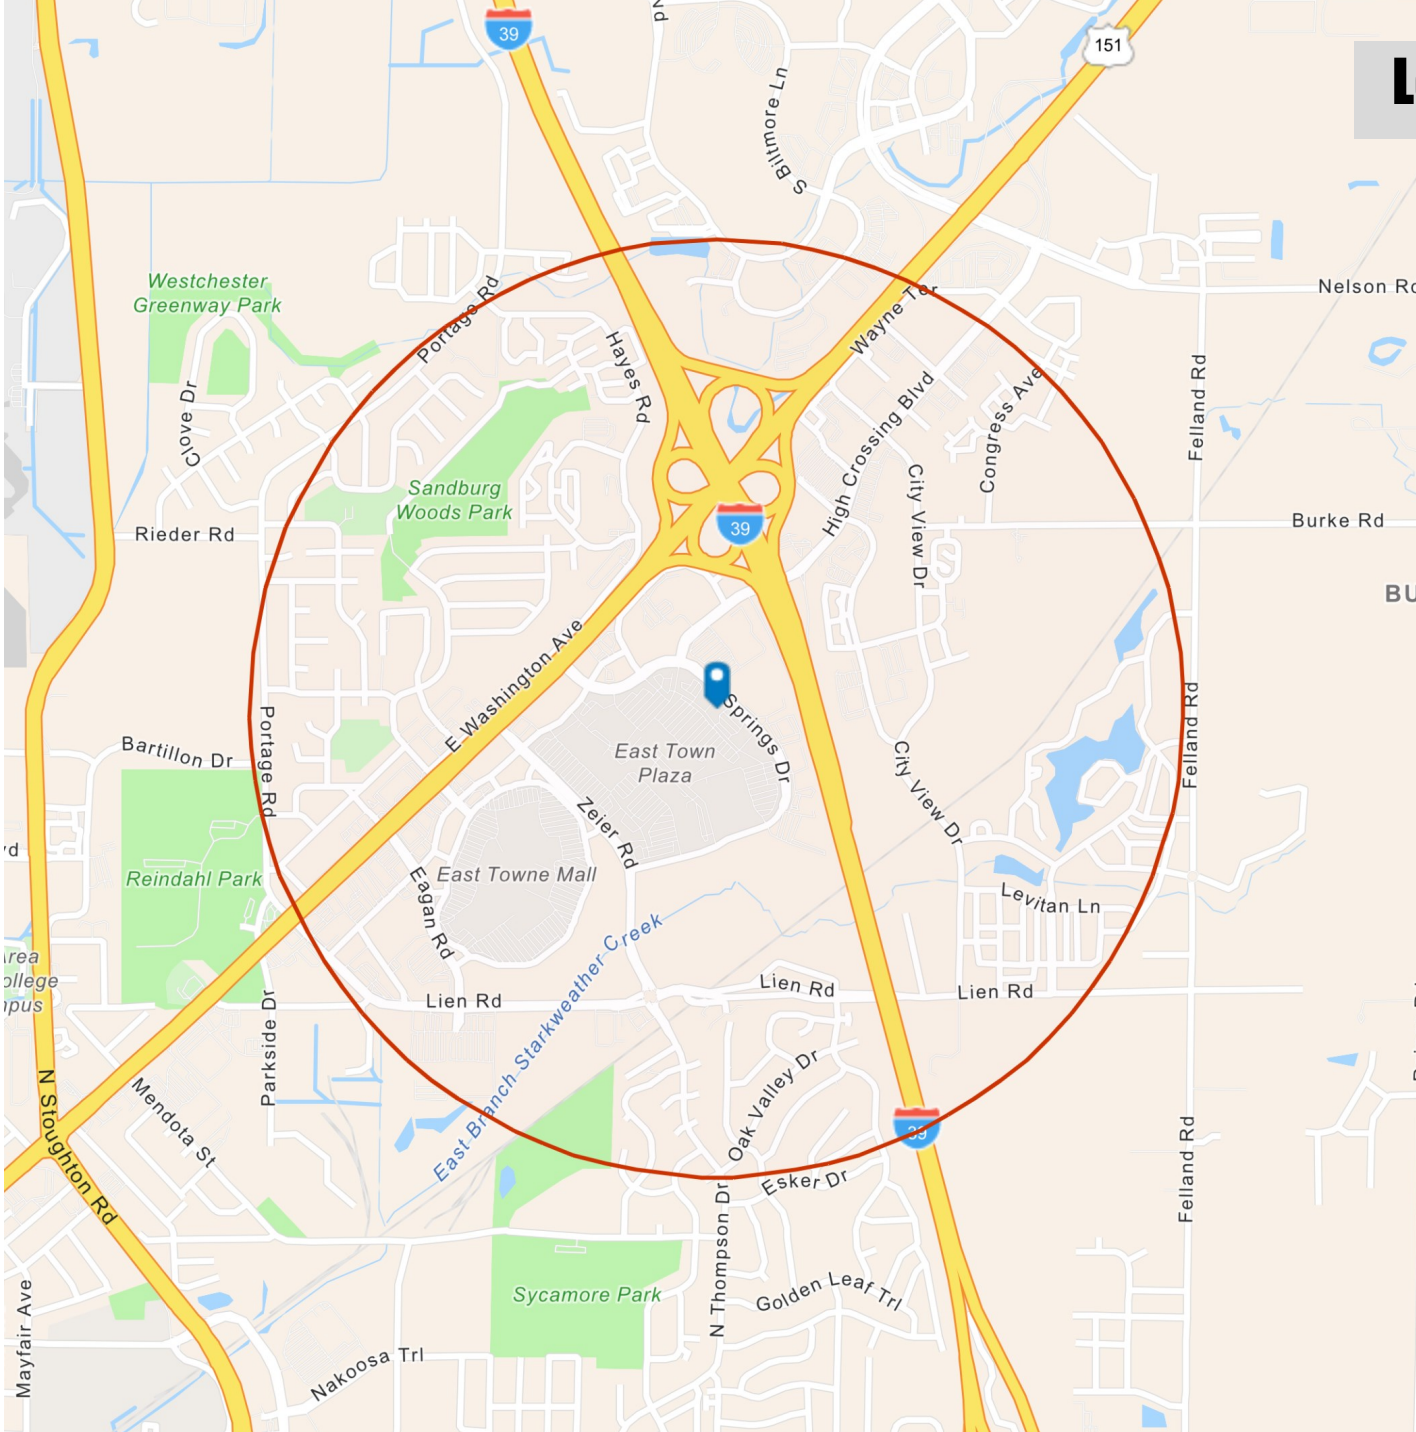 39
151
S Biltmore Ln
Westchester
Greenway Park
Nelson Rd
Portage Rd
Wayne Ter
Hayes Rd
Clove Dr
High Crossing Blvd
Congress Ave
Felland Rd
Sandburg
Woods Park
City View Dr
39
Rieder Rd
Burke Rd
BU
E Washington Ave
Springs Dr
Felland Rd
Portage Rd
Bartillon Dr
East Town
Plaza
City View Dr
Zeier Rd
Reindahl Park
East Towne Mall
Eagan Rd
Levitan Ln
East Branch Starkweather Creek
Lien Rd
Lien Rd
Lien Rd
Parkside Dr
N Stoughton Rd
Mendota St
Oak Valley Dr
39
Esker Dr
Felland Rd
N Thompson Dr
Sycamore Park
Golden Leaf Trl
Mayfair Ave
Nakoosa Trl